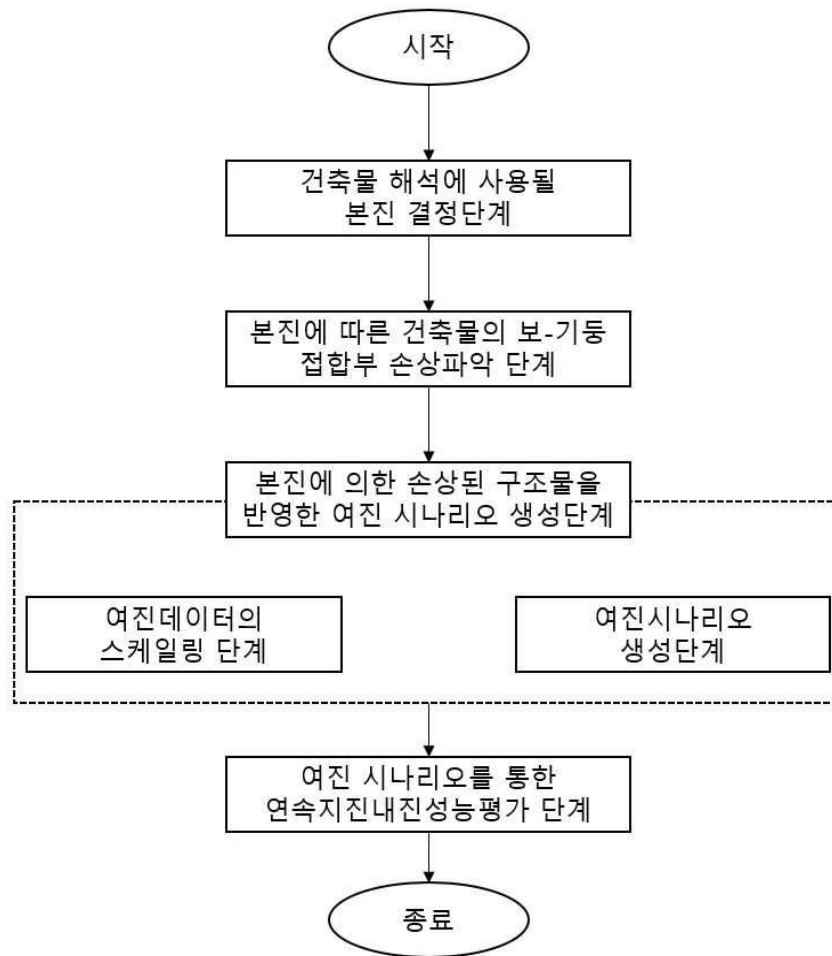 시작
건축물 해석에 사용될
본진 결정단계
본진에 따른 건축물의 보-기둥
접합부 손상파악 단계
본진에 의한 손상된 구조물을
반영한 여진 시나리오 생성단계
여진데이터의
스케일링 단계
여진시나리오
생성단계
여진 시나리오를 통한
연속지진내진성능평가 단계
종료